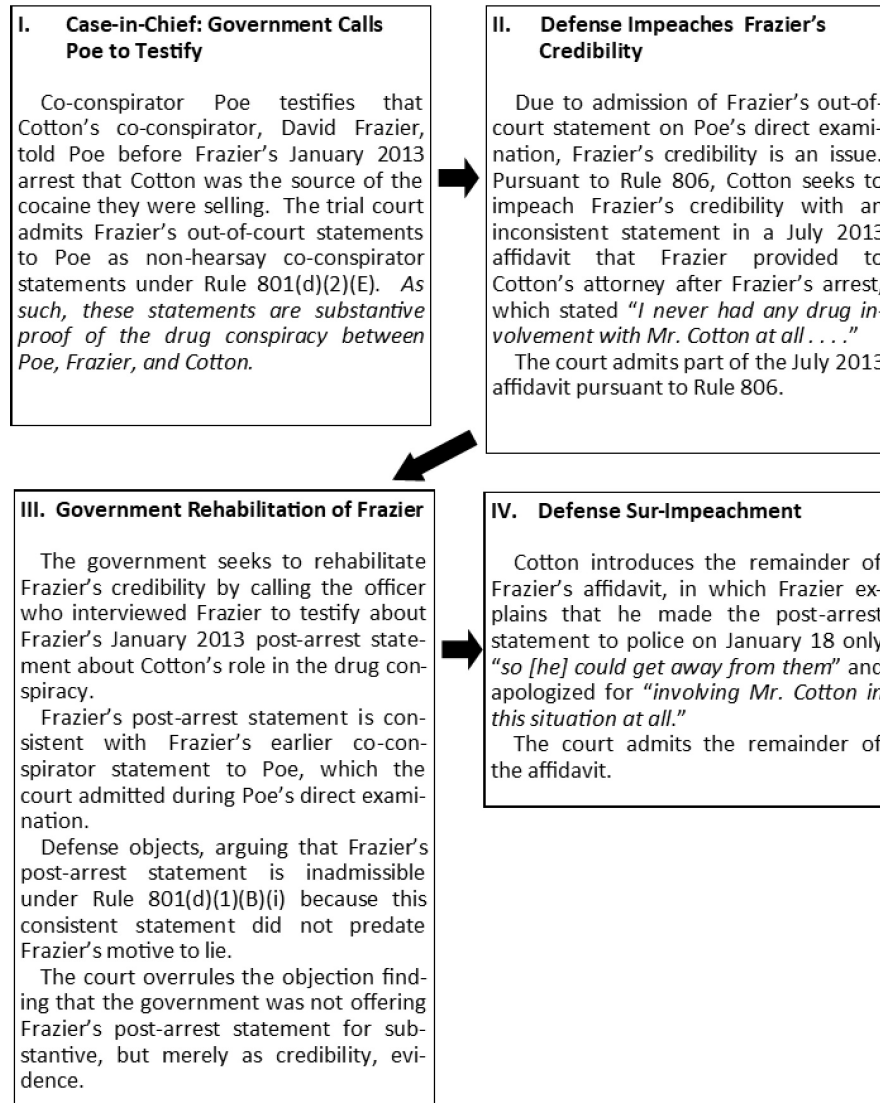 I. Case-in-Chief: Government Calls
Poe to Testify
Co-conspirator Poe testifies that
Cotton's co-conspirator, David Frazier,
told Poe before Frazier's January 2013
arrest that Cotton was the source of the
cocaine they were selling. The trial court
admits Frazier's out-of-court statements
to Poe as non-hearsay co-conspirator
statements under Rule 801(d)(2)(E). As
such, these statements are substantive
proof of the drug conspiracy between
Poe, Frazier, and Cotton.
II. Defense Impeaches Frazier's
Credibility
Due to admission of Frazier's out-of-
court statement on Poe's direct exami-
nation, Frazier's credibility is an issue.
Pursuant to Rule 806, Cotton seeks to
impeach Frazier's credibility with an
inconsistent statement in a July 2013
affidavit that Frazier provided to
Cotton's attorney after Frazier's arrest,
which stated "I never had any drug in-
volvement with Mr. Cotton at all . . . ."
The court admits part of the July 2013
affidavit pursuant to Rule 806.
III. Government Rehabilitation of Frazier
The government seeks to rehabilitate
Frazier's credibility by calling the officer
who interviewed Frazier to testify about
Frazier's January 2013 post-arrest state-
ment about Cotton's role in the drug con-
spiracy.
Frazier's post-arrest statement is con-
sistent with Frazier's earlier co-con-
spirator statement to Poe, which the
court admitted during Poe's direct exami-
nation.
Defense objects, arguing that Frazier's
post-arrest statement is inadmissible
under Rule 801(d)(1)(B)(i) because this
consistent statement did not predate
Frazier's motive to lie.
The court overrules the objection find-
ing that the government was not offering
Frazier's post-arrest statement for sub-
stantive, but merely as credibility, evi-
dence.
IV. Defense Sur-Impeachment
Cotton introduces the remainder of
Frazier's affidavit, in which Frazier ex-
plains that he made the post-arrest
statement to police on January 18 only
"so [he] could get away from them" and
apologized for "involving Mr. Cotton in
this situation at all."
The court admits the remainder of
the affidavit.